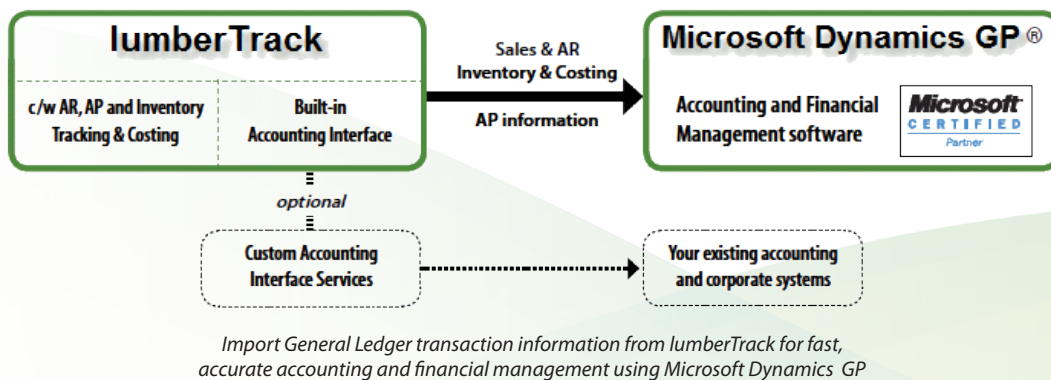 lumberTrack
c/w AR, AP and Inventory
Tracking & Costing
Built-in
Accounting Interface
Sales & AR
Inventory & Costing
AP information
Microsoft Dynamics GP ®
Accounting and Financial
Management software
Microsoft
CERTIFIED
Partner
optional
Custom Accounting
Interface Services
Your existing accounting
and corporate systems
Import General Ledger transaction information from lumberTrack for fast,
accurate accounting and financial management using Microsoft Dynamics GP